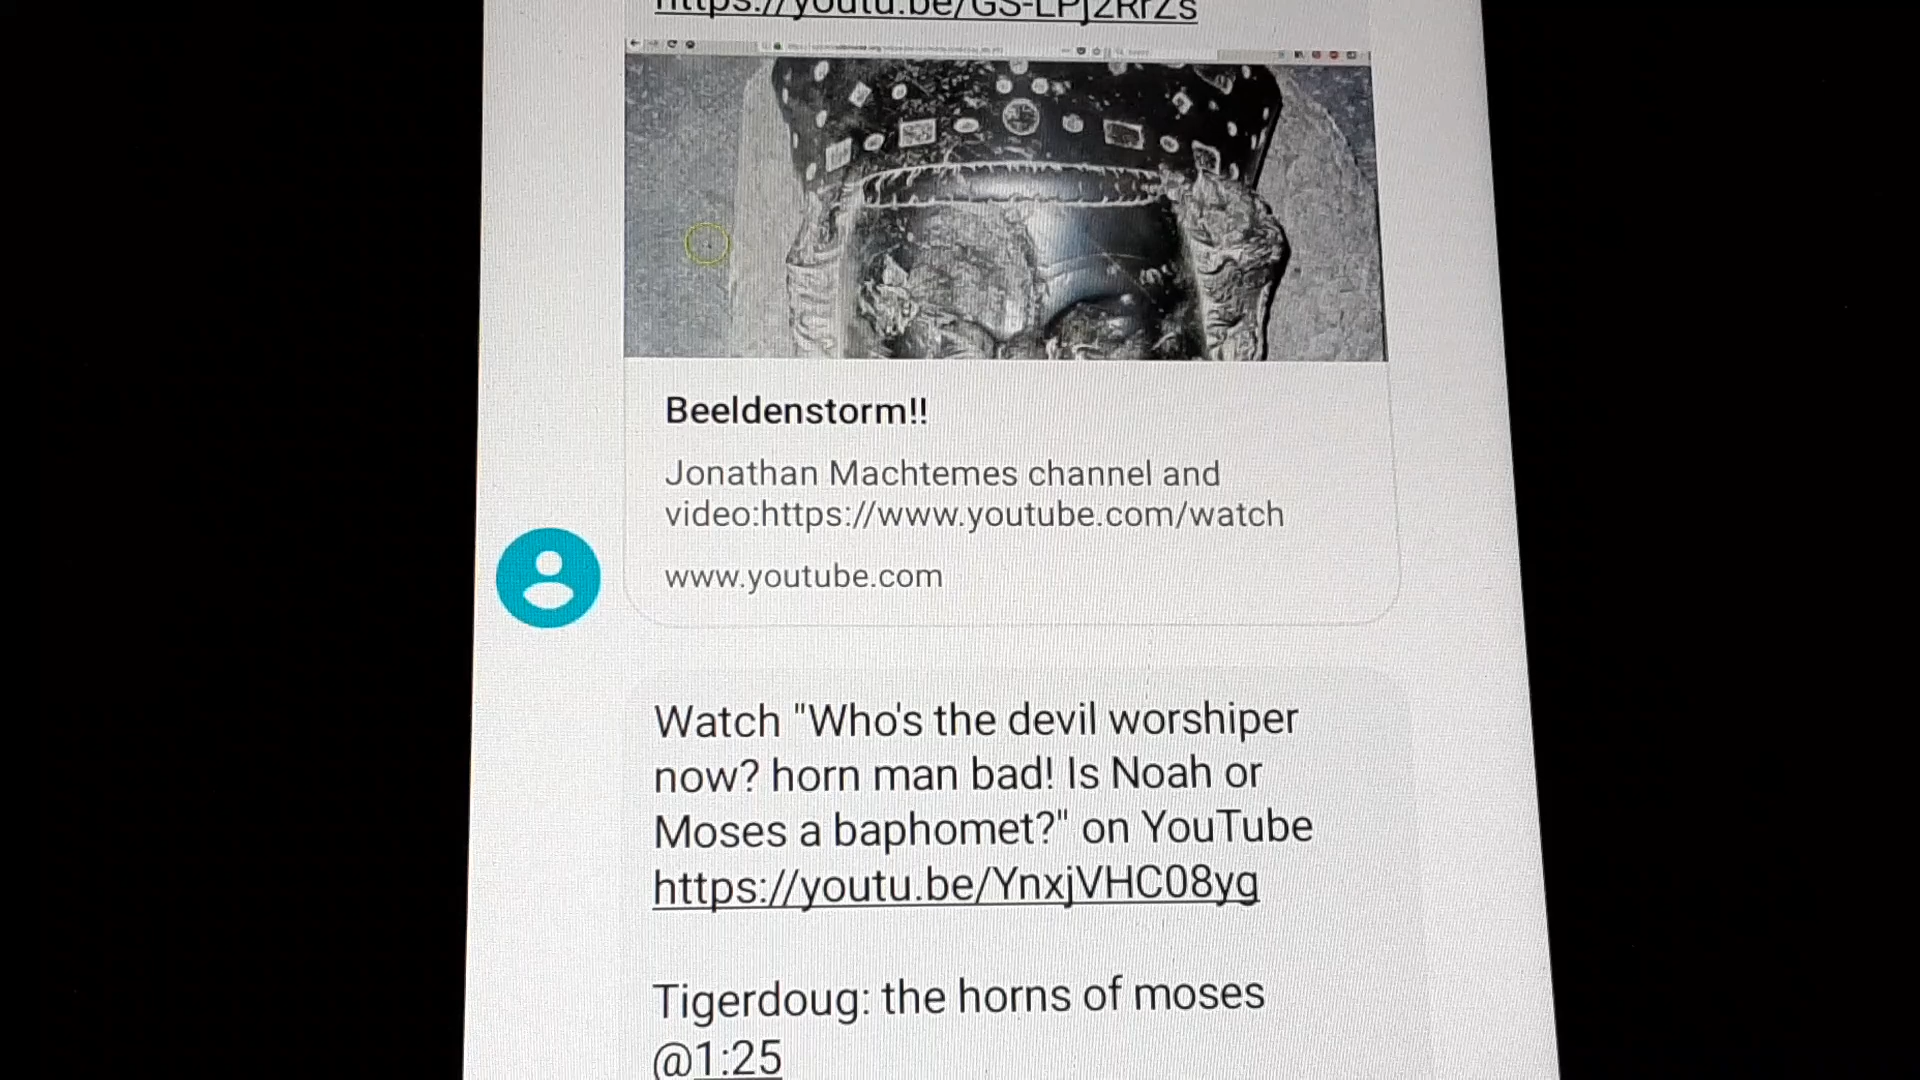 https://youtu.be/GS-LPj2RrZs
Beeldenstorm!!
Jonathan Machtemes channel and
video:https://www.youtube.com/watch
www.youtube.com
Watch "Who's the devil worshiper
now? horn man bad! Is Noah or
Moses a baphomet?" on YouTube
https://youtu.be/YnxjVHC08yg
Tigerdoug: the horns of moses
@1:25